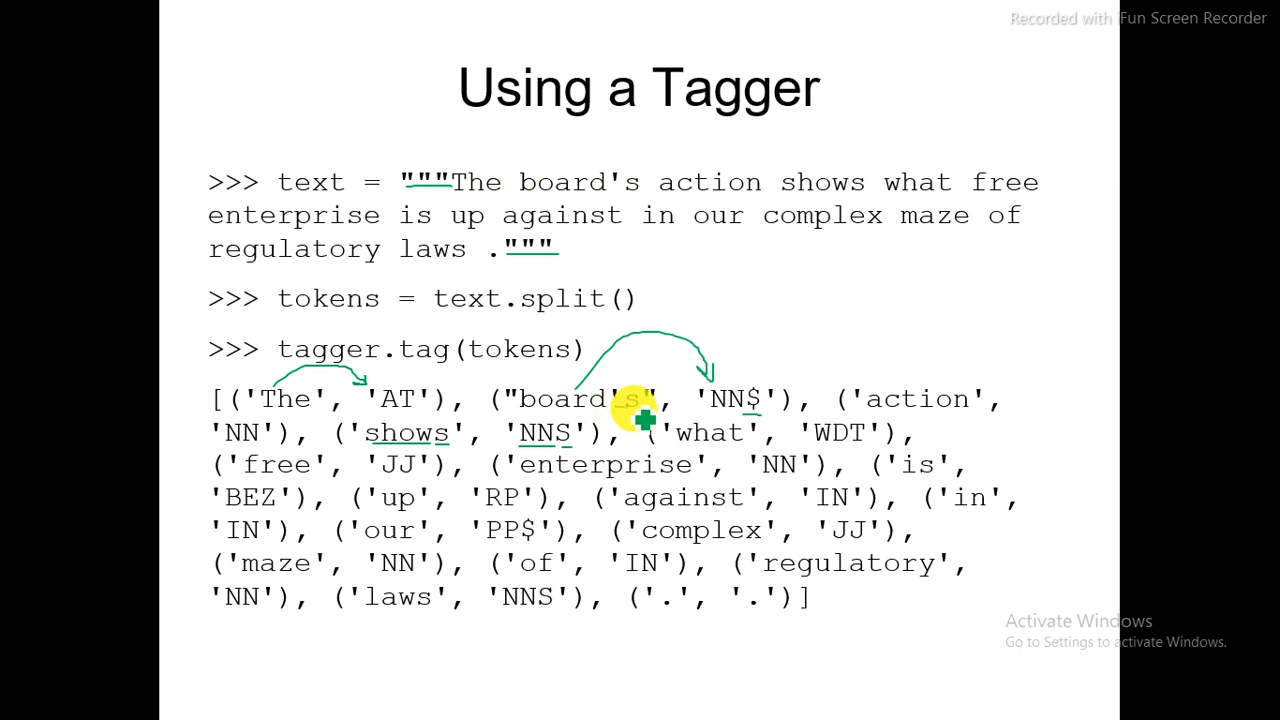 Recorded with iFun Screen Recorder
Using a Tagger
>>> text = """The board's action shows what free
enterprise is up against in our complex maze of
regulatory laws ."""
>>> tokens = text.split()
>>> tagger.tag(tokens)
[('The', 'AT'), ("board's", 'NN$'), ('action',
'NN'), ('shows', 'NNS'), ('what', 'WDT'),
('free', 'JJ'), ('enterprise', 'NN'), ('is',
'BEZ'), ('up', 'RP'), ('against', 'IN'), ('in',
'IN'), ('our', 'PP$'), ('complex', 'JJ'),
('maze', 'NN'), ('of', 'IN'), ('regulatory',
'NN'), ('laws', 'NNS'), ('.', '.')]
Activate Windows
Go to Settings to activate Windows.